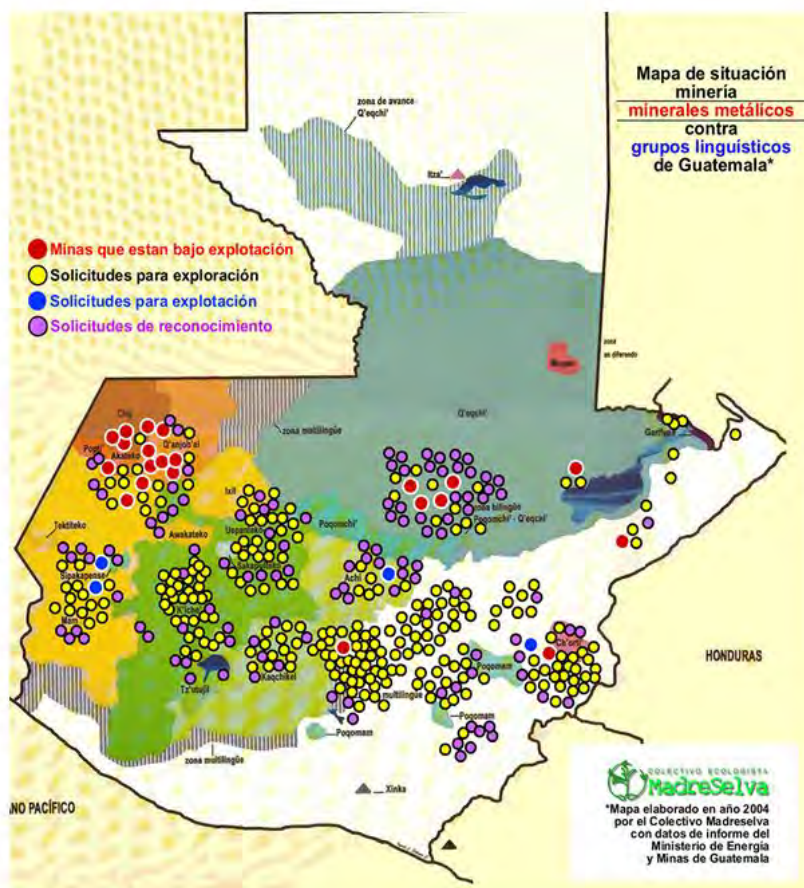 Mapa de situación
minería
minerales metálicos
contra
grupos linguísticos
de Guatemala*
zona de avance
Q'eqchi'
Itza'
Minas que estan bajo explotación
Solicitudes para exploración
Solicitudes para explotación
Solicitudes de reconocimiento
zona
en diferendo
Mopan
Chuj
Q'anjob'al
Popti'
Akateko
zona multilingüe
Q'eqchi'
Garífuna
Ixil
Tektiteko
Awakateko
Uspanteko
Poqomchi'
zona bilingüe
Poqomchi' - Q'eqchi'
Sakapulteko
Sipakapense
Achi
Mam
K'iche'
Ch'orti'
HONDURAS
Poqomam
Tz'utujil
Kaqchikel
multilingüe
Poqomam
Poqomam
zona multilingüe
Xinka
ANO PACÍFICO
COLECTIVO ECOLOGISTA
MadreSelva
*Mapa elaborado en año 2004
por el Colectivo Madreselva
con datos de informe del
Ministerio de Energía
y Minas de Guatemala